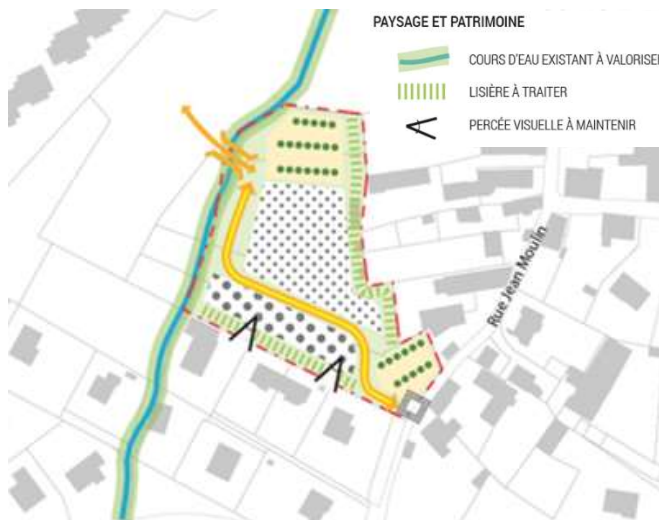 PAYSAGE ET PATRIMOINE
COURS D'EAU EXISTANT À VALORISE
LISIÈRE À TRAITER
PERCÉE VISUELLE À MAINTENIR
Rue Jean Moulin